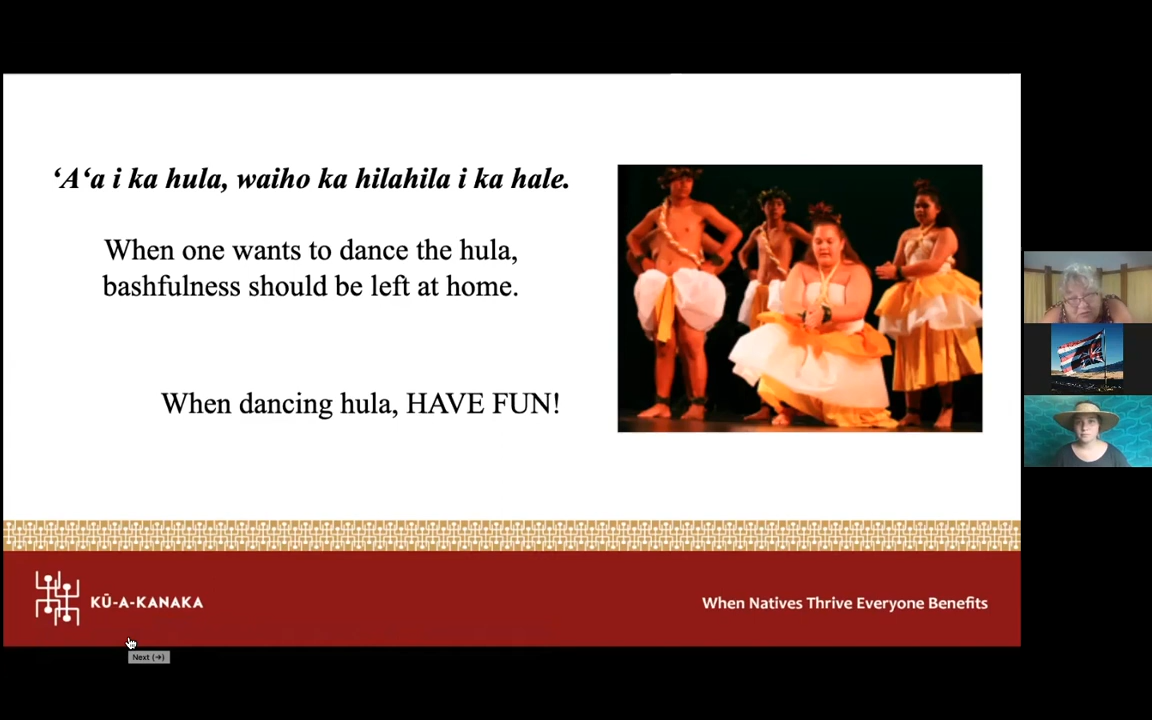 ‘A‘a i ka hula, waiho ka hilahila i ka hale.
When one wants to dance the hula,
bashfulness should be left at home.
When dancing hula, HAVE FUN!
KŪ-A-KANAKA
When Natives Thrive Everyone Benefits
Next (→)